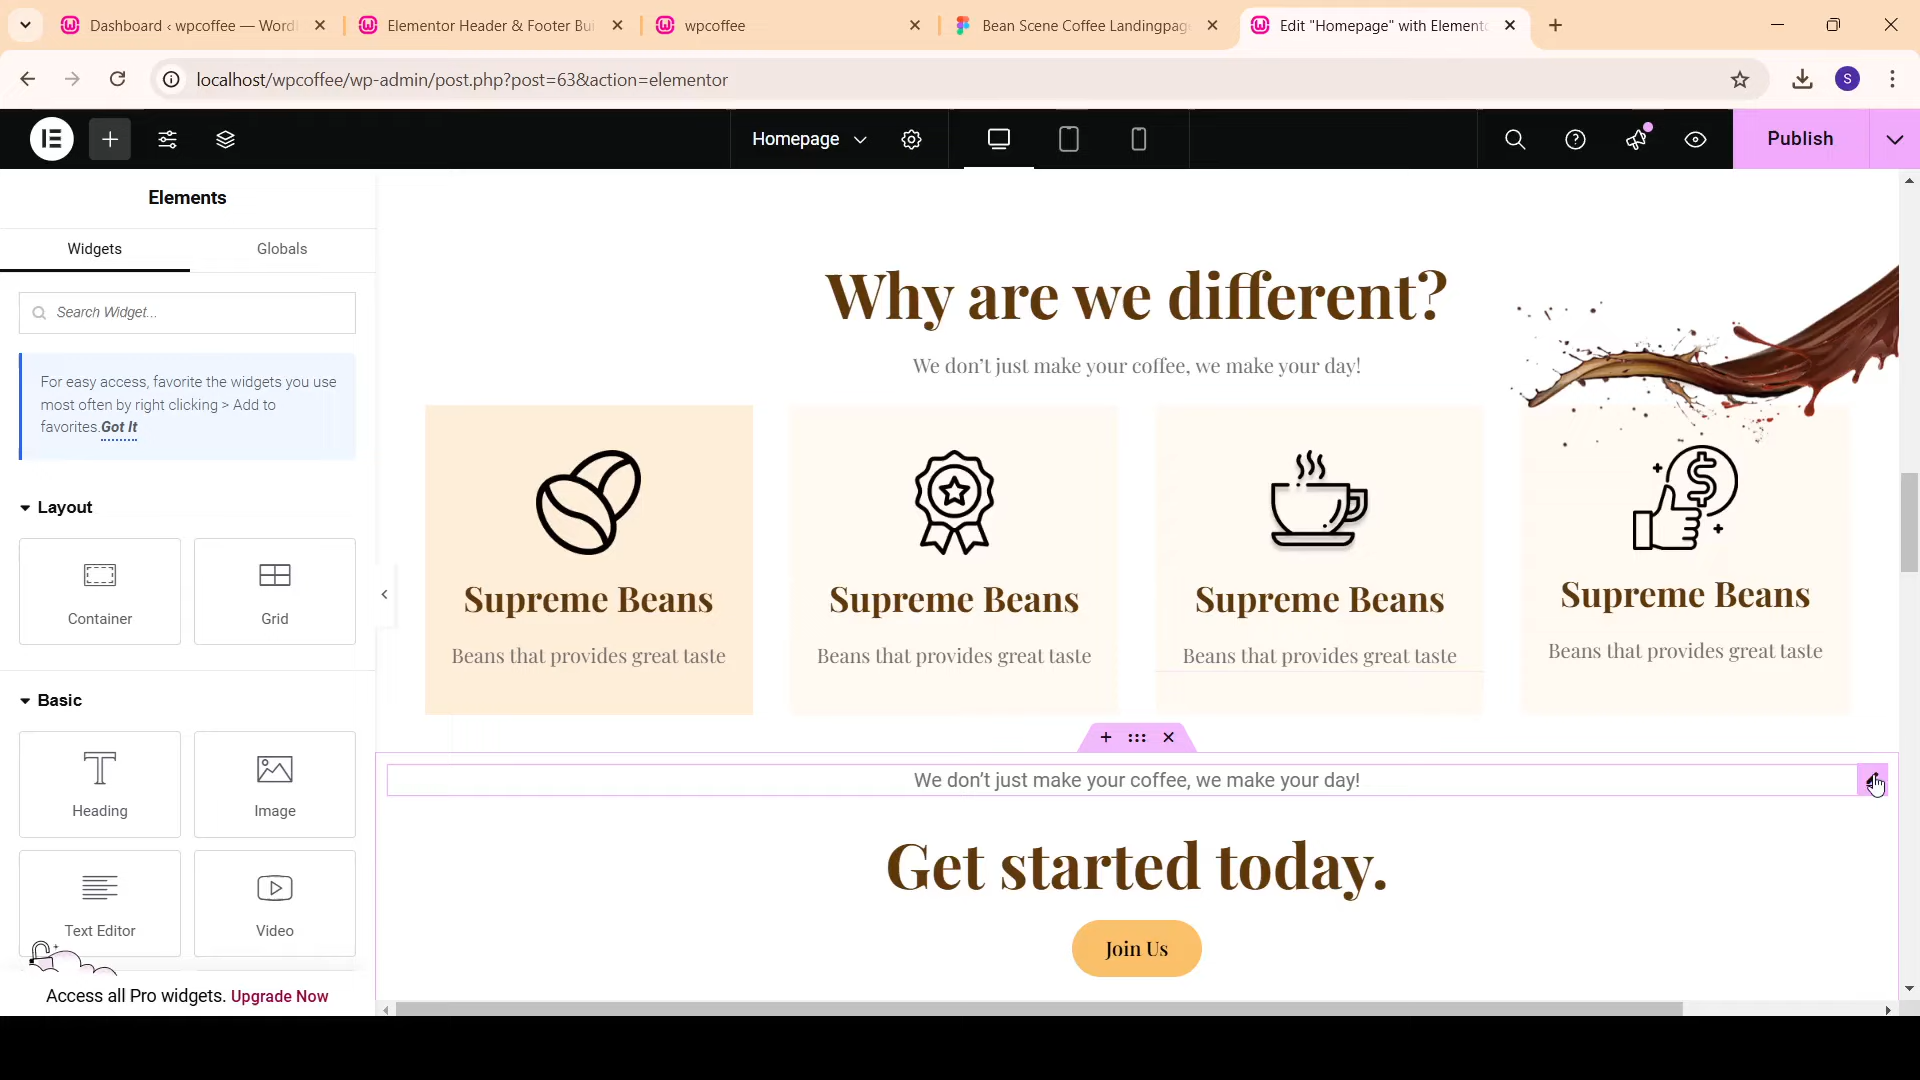 Dashboard ‹ wpcoffee — Word
Elementor Header & Footer Bui
wpcoffee
Bean Scene Coffee Landingpag
Edit "Homepage" with Elemento
localhost/wpcoffee/wp-admin/post.php?post=63&action=elementor
S
Homepage
Publish
Elements
Widgets
Globals
Search Widget...
For easy access, favorite the widgets you use
most often by right clicking > Add to
favorites.Got It
Layout
Container
Grid
Basic
Heading
Image
Text Editor
Video
Access all Pro widgets. Upgrade Now
Why are we different?
We don't just make your coffee, we make your day!
Supreme Beans
Supreme Beans
Supreme Beans
Supreme Beans
Beans that provides great taste
Beans that provides great taste
Beans that provides great taste
Beans that provides great taste
We don't just make your coffee, we make your day!
Get started today.
Join Us